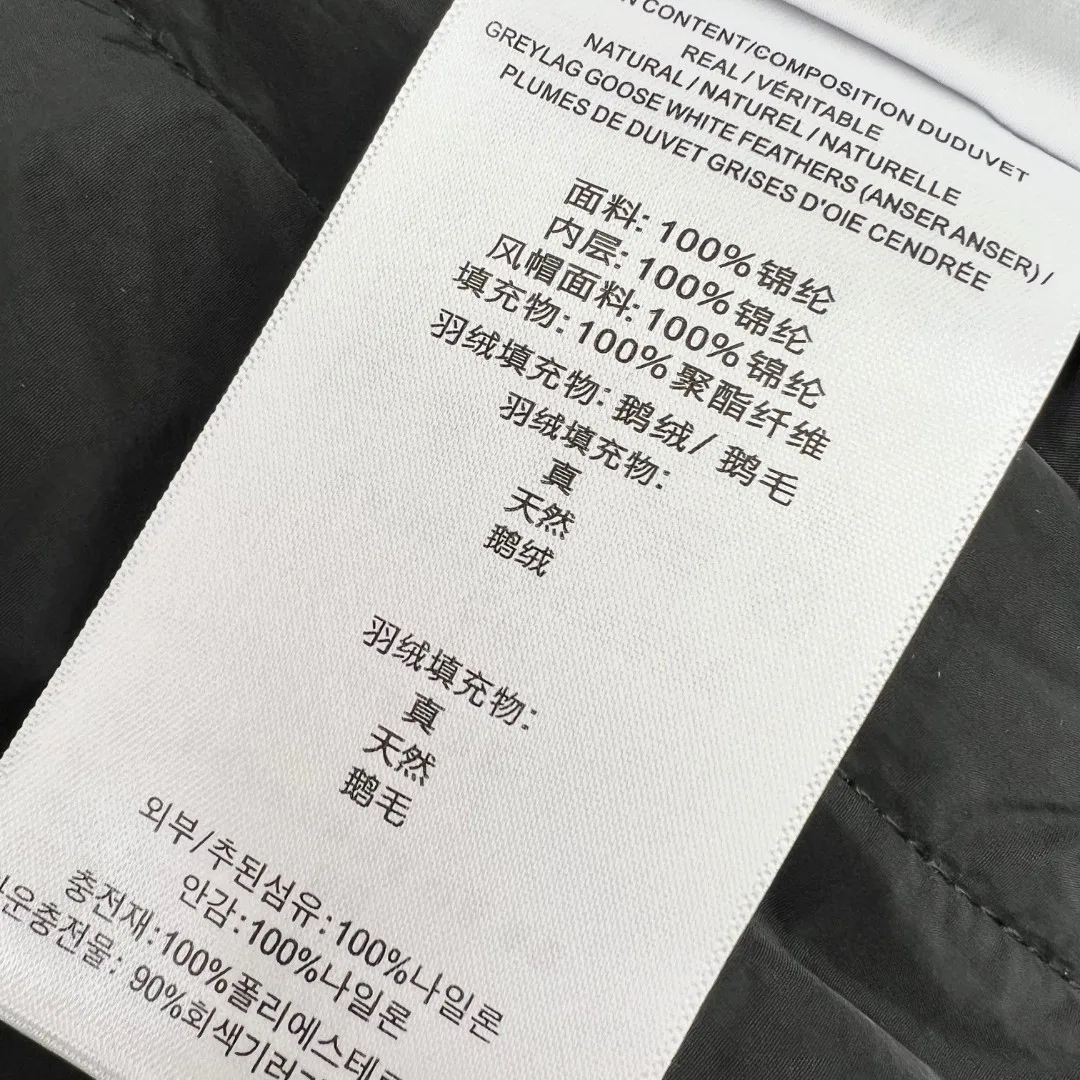 N CONTENT/COMPOSITION DUDUVET
REAL / VÉRITABLE
NATURAL / NATUREL / NATURELLE
GREYLAG GOOSE WHITE FEATHERS (ANSER ANSER) /
PLUMES DE DUVET GRISES D'OIE CENDRÉE
面料: 100%锦纶
内层: 100%锦纶
风帽面料: 100%锦纶
填充物: 100%聚酯纤维
羽绒填充物: 鹅绒/ 鹅毛
羽绒填充物:
真
天然
鹅绒
羽绒填充物:
真
天然
鹅毛
외부/추된섬유:100%나일론
안감:100%나일론
충전재:100%폴리에스테
운충전물: 90%회색기러